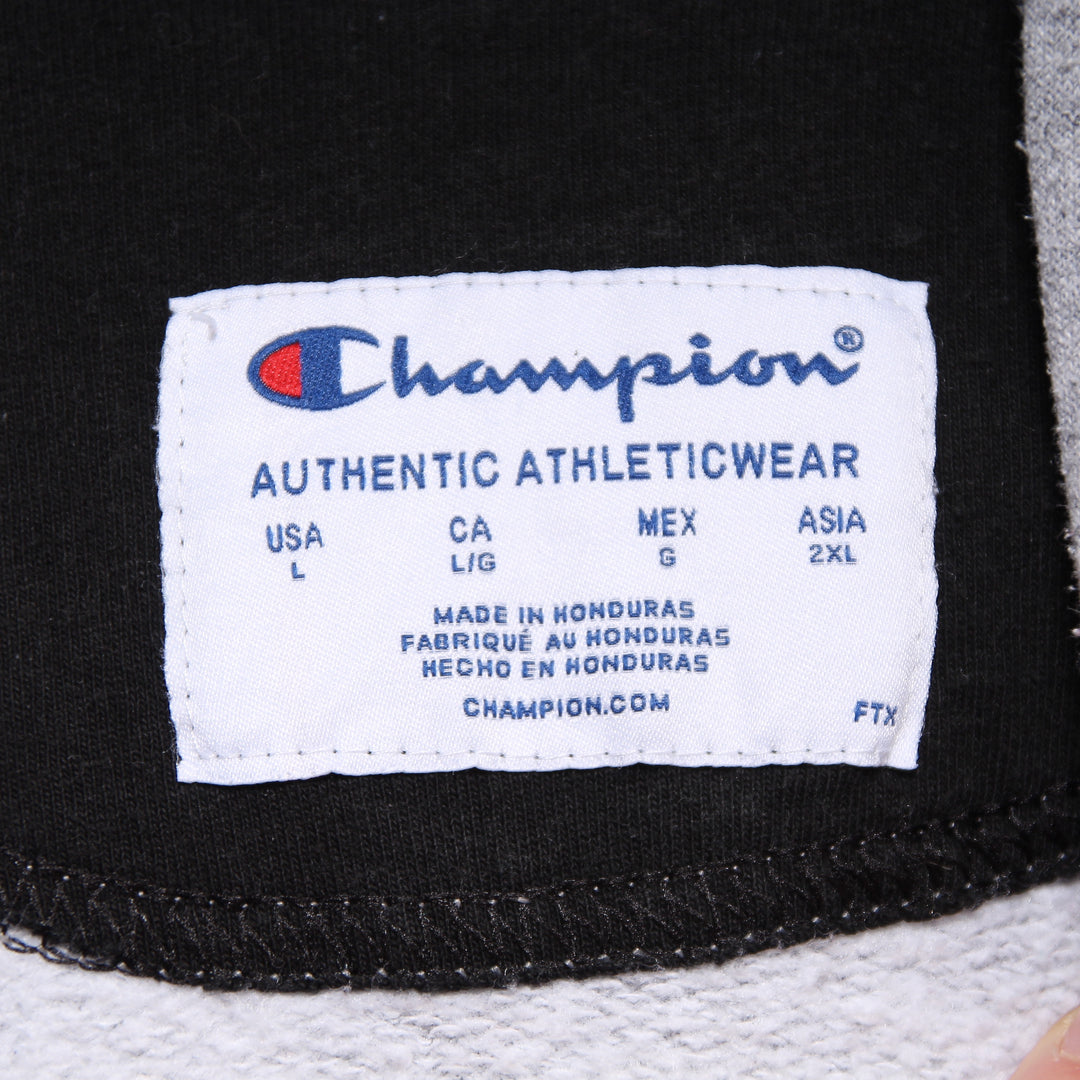 Champion®
AUTHENTIC ATHLETICWEAR
USA CA MEX ASIA
L L/G G 2XL
MADE IN HONDURAS
FABRIQUÉ AU HONDURAS
HECHO EN HONDURAS
CHAMPION.COM
FTX